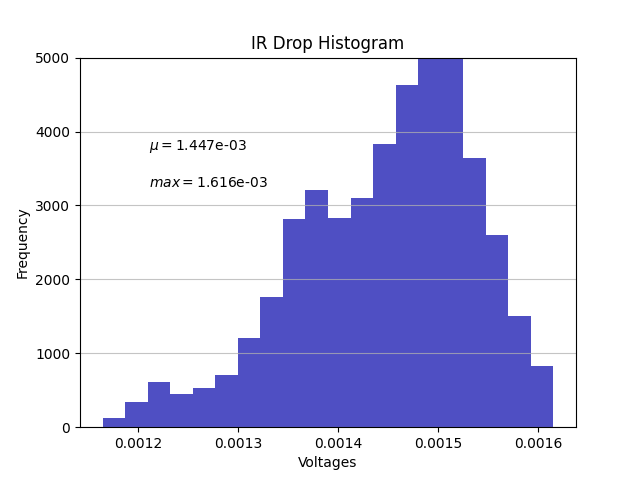 IR Drop Histogram
5000
4000
3000
2000
1000
0
Frequency
μ = 1.447e-03
max = 1.616e-03
0.0012 0.0013 0.0014 0.0015 0.0016
Voltages